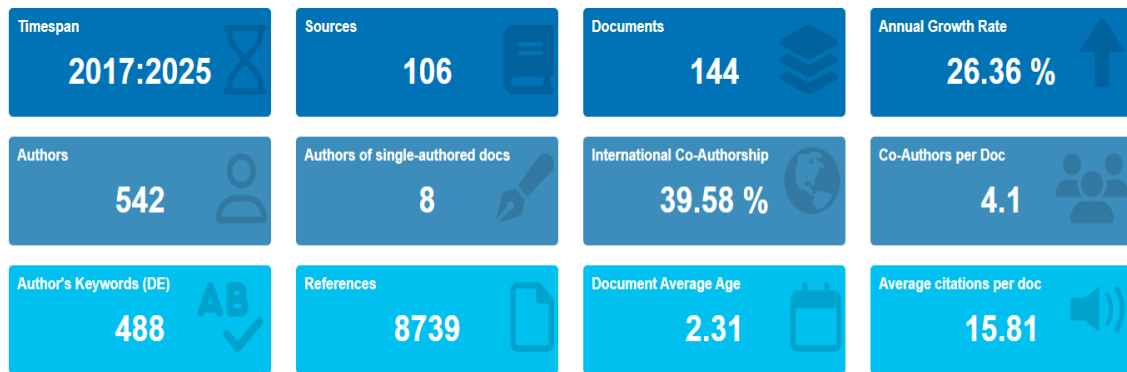 Timespan
2017:2025
Sources
106
Documents
144
Annual Growth Rate
26.36 %
Authors
542
Authors of single-authored docs
8
International Co-Authorship
39.58 %
Co-Authors per Doc
4.1
Author's Keywords (DE)
488
AB
References
8739
Document Average Age
2.31
Average citations per doc
15.81